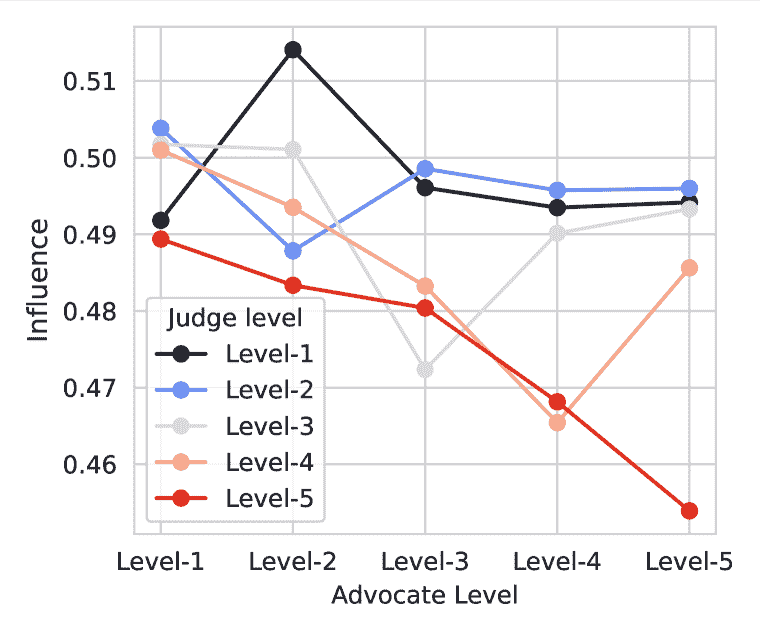 0.51
0.50
0.49
0.48
0.47
0.46
Influence
Judge level
Level-1
Level-2
Level-3
Level-4
Level-5
Level-1 Level-2 Level-3 Level-4 Level-5
Advocate Level